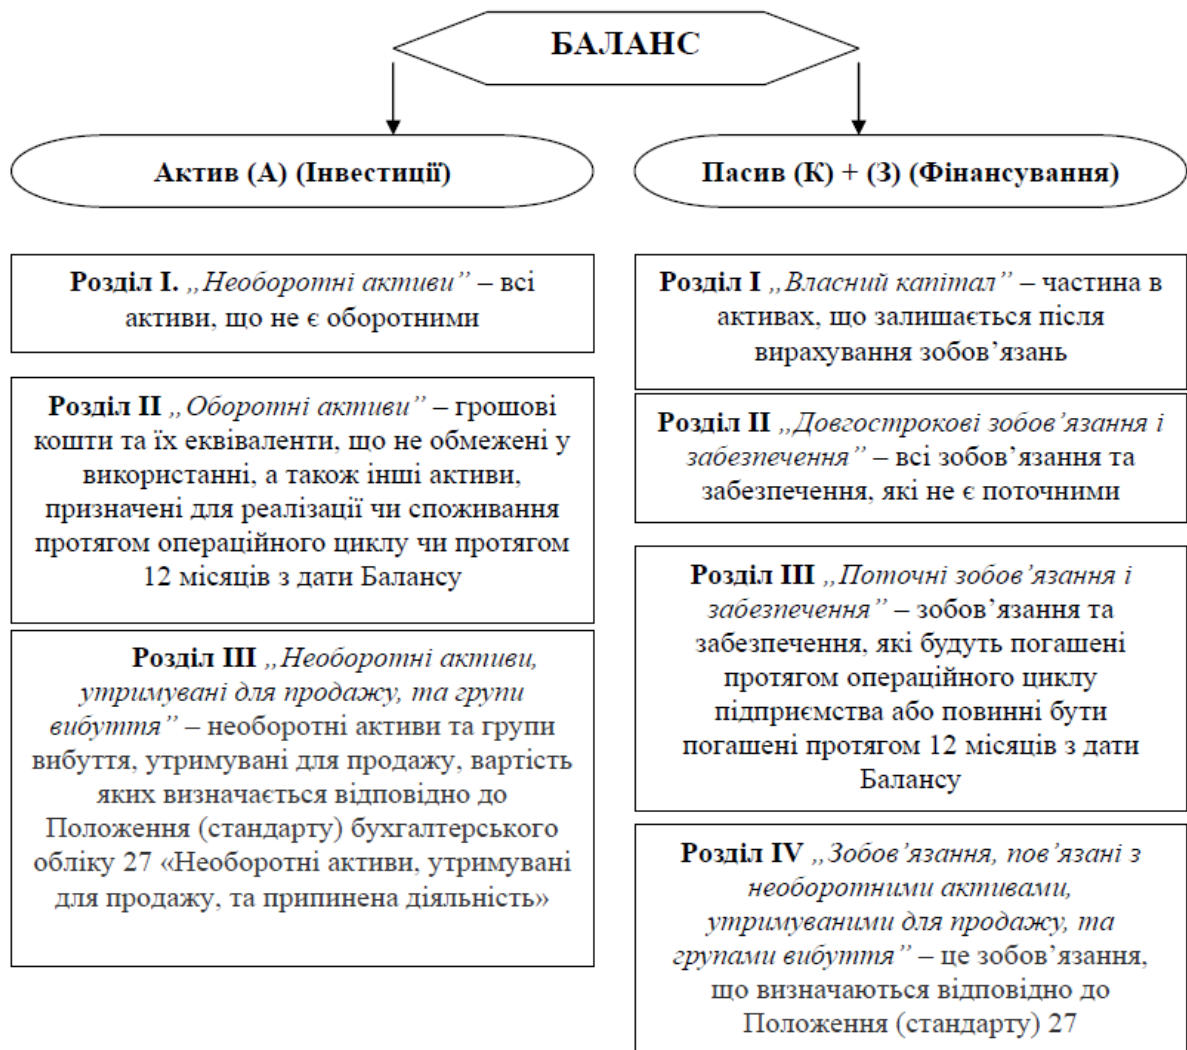 БАЛАНС
Актив (А) (Інвестиції)
Пасив (К) + (З) (Фінансування)
Розділ I. „Необоротні активи” – всі
активи, що не є оборотними
Розділ II „Оборотні активи” – грошові
кошти та їх еквіваленти, що не обмежені у
використанні, а також інші активи,
призначені для реалізації чи споживання
протягом операційного циклу чи протягом
12 місяців з дати Балансу
Розділ III „Необоротні активи,
утримувані для продажу, та групи
вибуття” – необоротні активи та групи
вибуття, утримувані для продажу, вартість
яких визначається відповідно до
Положення (стандарту) бухгалтерського
обліку 27 «Необоротні активи, утримувані
для продажу, та припинена діяльність»
Розділ I „Власний капітал” – частина в
активах, що залишається після
вирахування зобов’язань
Розділ II „Довгострокові зобов’язання і
забезпечення” – всі зобов’язання та
забезпечення, які не є поточними
Розділ III „Поточні зобов’язання і
забезпечення” – зобов’язання та
забезпечення, які будуть погашені
протягом операційного циклу
підприємства або повинні бути
погашені протягом 12 місяців з дати
Балансу
Розділ IV „Зобов’язання, пов’язані з
необоротними активами,
утримуваними для продажу, та
групами вибуття” – це зобов’язання,
що визначаються відповідно до
Положення (стандарту) 27